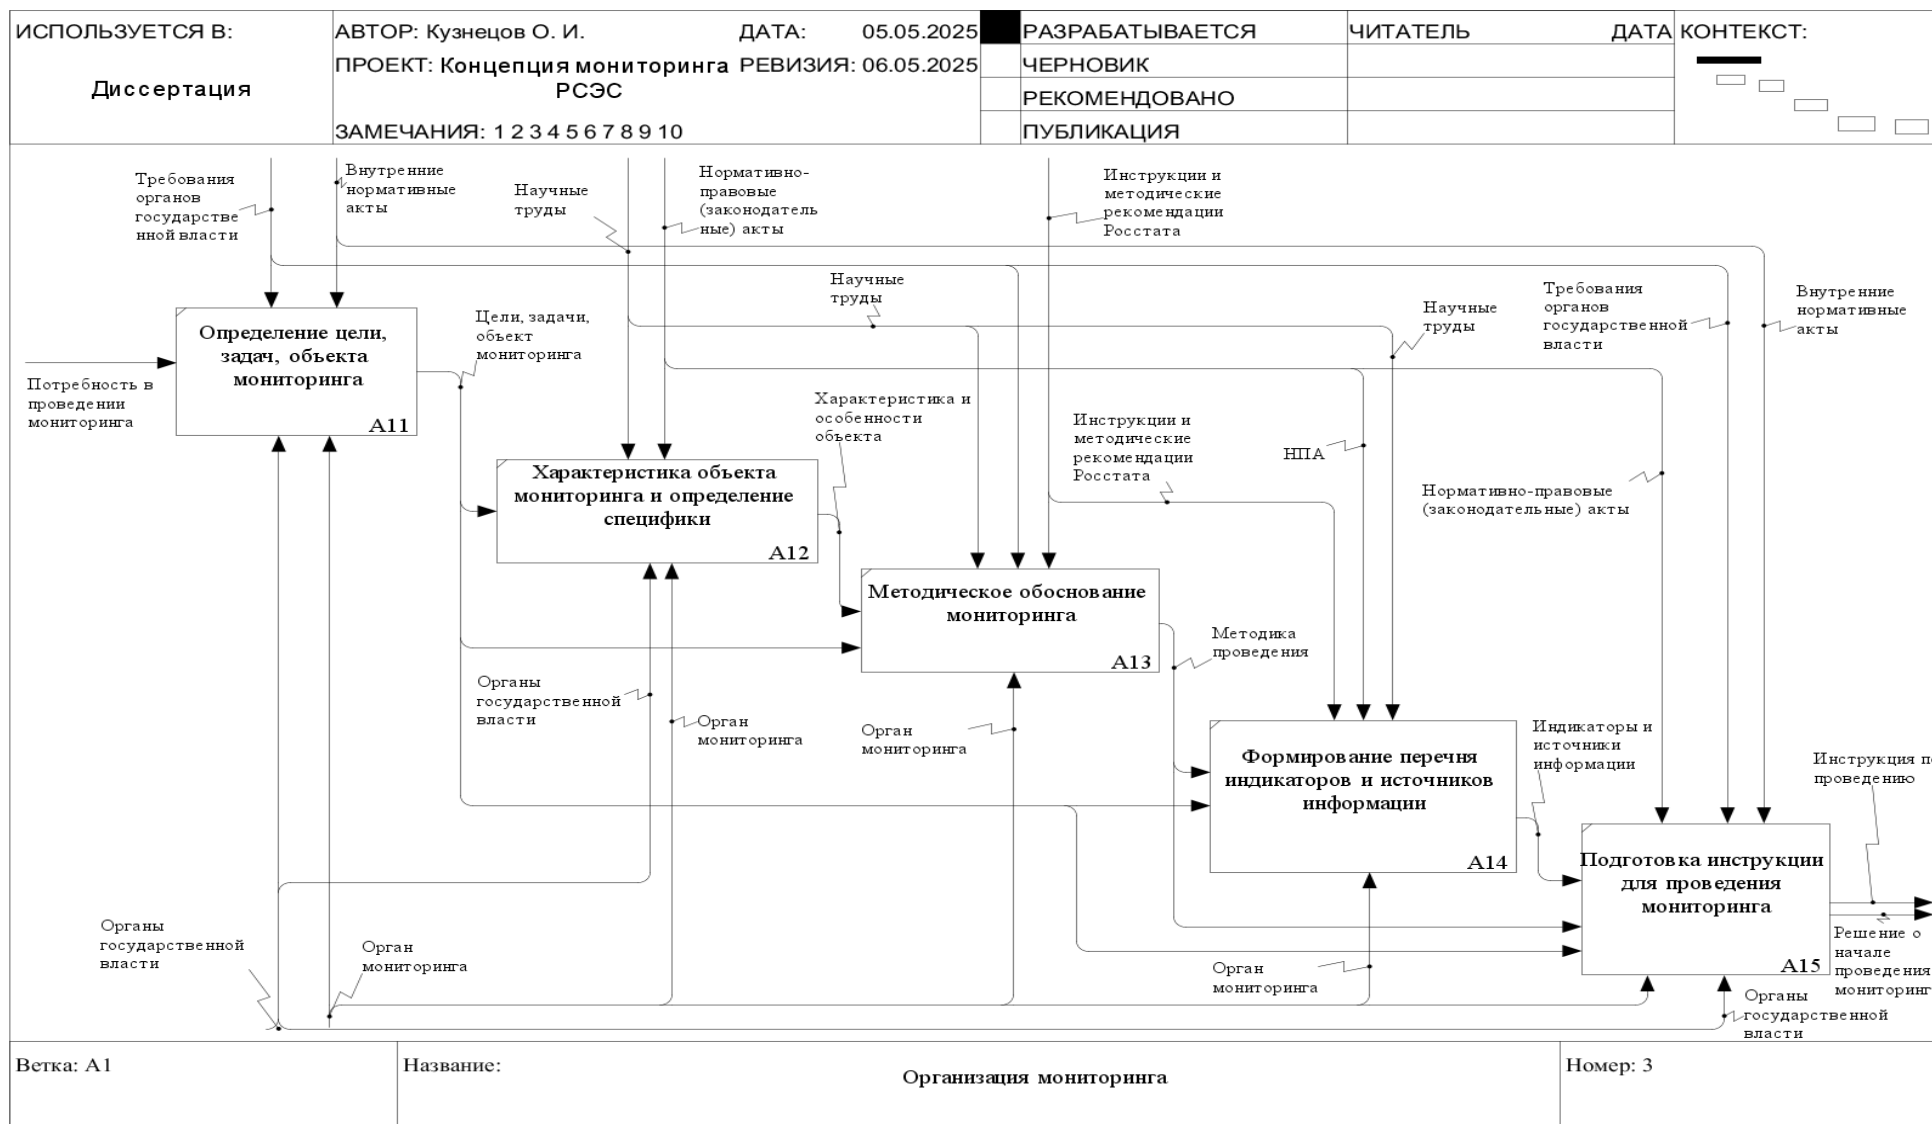 ИСПОЛЬЗУЕТСЯ В:
Диссертация
АВТОР: Кузнецов О. И.
ДАТА: 05.05.2025
ПРОЕКТ: Концепция мониторинга
РСЭС
РЕВИЗИЯ: 06.05.2025
ЗАМЕЧАНИЯ: 1 2 3 4 5 6 7 8 9 10
РАЗРАБАТЫВАЕТСЯ
ЧЕРНОВИК
РЕКОМЕНДОВАНО
ПУБЛИКАЦИЯ
ЧИТАТЕЛЬ
ДАТА
КОНТЕКСТ:
Требования
органов
государстве
нной власти
Внутренние
нормативные
акты
Научные
труды
Нормативно-
правовые
(законодатель
ные) акты
Инструкции и
методические
рекомендации
Росстата
Научные
труды
Требования
органов
государственной
власти
Научные
труды
Внутренние
нормативные
акты
Определение цели,
задач, объекта
мониторинга
А11
Цели, задачи,
объект
мониторинга
Потребность в
проведении
мониторинга
Характеристика и
особенности
объекта
Инструкции и
методические
рекомендации
Росстата
НПА
Нормативно-правовые
(законодательные) акты
Характеристика объекта
мониторинга и определение
специфики
А12
Методическое обоснование
мониторинга
А13
Методика
проведения
Органы
государственной
власти
Орган
мониторинга
Орган
мониторинга
Формирование перечня
индикаторов и источников
информации
А14
Индикаторы и
источники
информации
Инструкция по
проведению
Подготовка инструкции
для проведения
мониторинга
А15
Органы
государственной
власти
Орган
мониторинга
Орган
мониторинга
Решение о
начале
проведения
мониторинг
Органы
государственной
власти
Ветка: А1
Название:
Организация мониторинга
Номер: 3